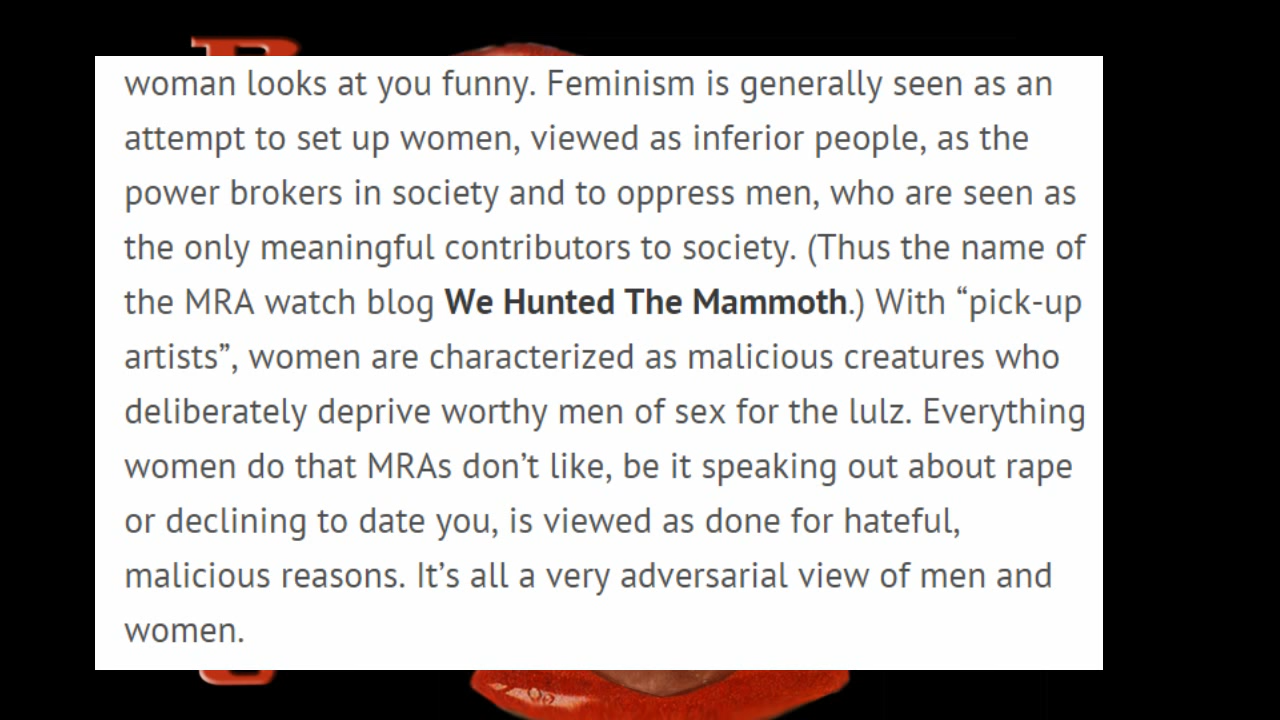 woman looks at you funny. Feminism is generally seen as an
attempt to set up women, viewed as inferior people, as the
power brokers in society and to oppress men, who are seen as
the only meaningful contributors to society. (Thus the name of
the MRA watch blog We Hunted The Mammoth.) With “pick-up
artists”, women are characterized as malicious creatures who
deliberately deprive worthy men of sex for the lulz. Everything
women do that MRAs don’t like, be it speaking out about rape
or declining to date you, is viewed as done for hateful,
malicious reasons. It’s all a very adversarial view of men and
women.